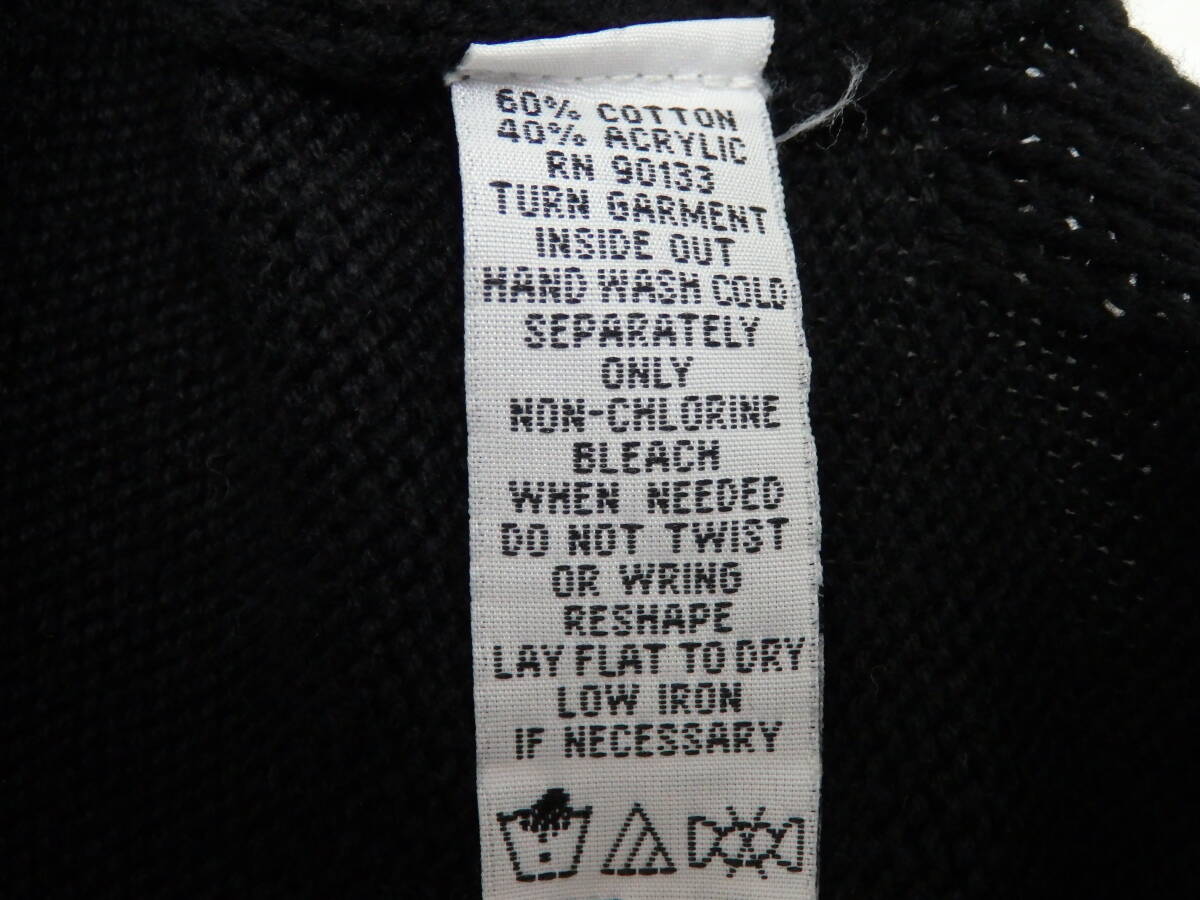 60% COTTON
40% ACRYLIC
RN 90133
TURN GARMENT
INSIDE OUT
HAND WASH COLD
SEPARATELY
ONLY
NON-CHLORINE
BLEACH
WHEN NEEDED
DO NOT TWIST
OR WRING
RESHAPE
LAY FLAT TO DRY
LOW IRON
IF NECESSARY